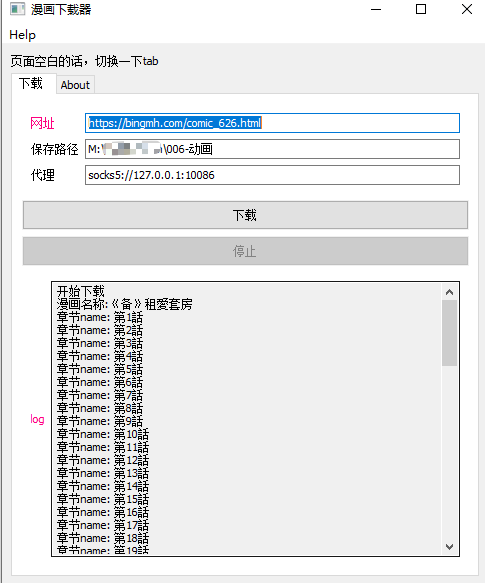 漫画下载器
Help
页面空白的话，切换一下tab
下载 About
网址 https://bingmh.com/comic_626.html
保存路径 M:\ \006-动画
代理 socks5://127.0.0.1:10086
下载
停止
log
开始下载
漫画名称:《备》租愛套房
章节name: 第1話
章节name: 第2話
章节name: 第3話
章节name: 第4話
章节name: 第5話
章节name: 第6話
章节name: 第7話
章节name: 第8話
章节name: 第9話
章节name: 第10話
章节name: 第11話
章节name: 第12話
章节name: 第13話
章节name: 第14話
章节name: 第15話
章节name: 第16話
章节name: 第17話
章节name: 第18話
章节name: 第19話